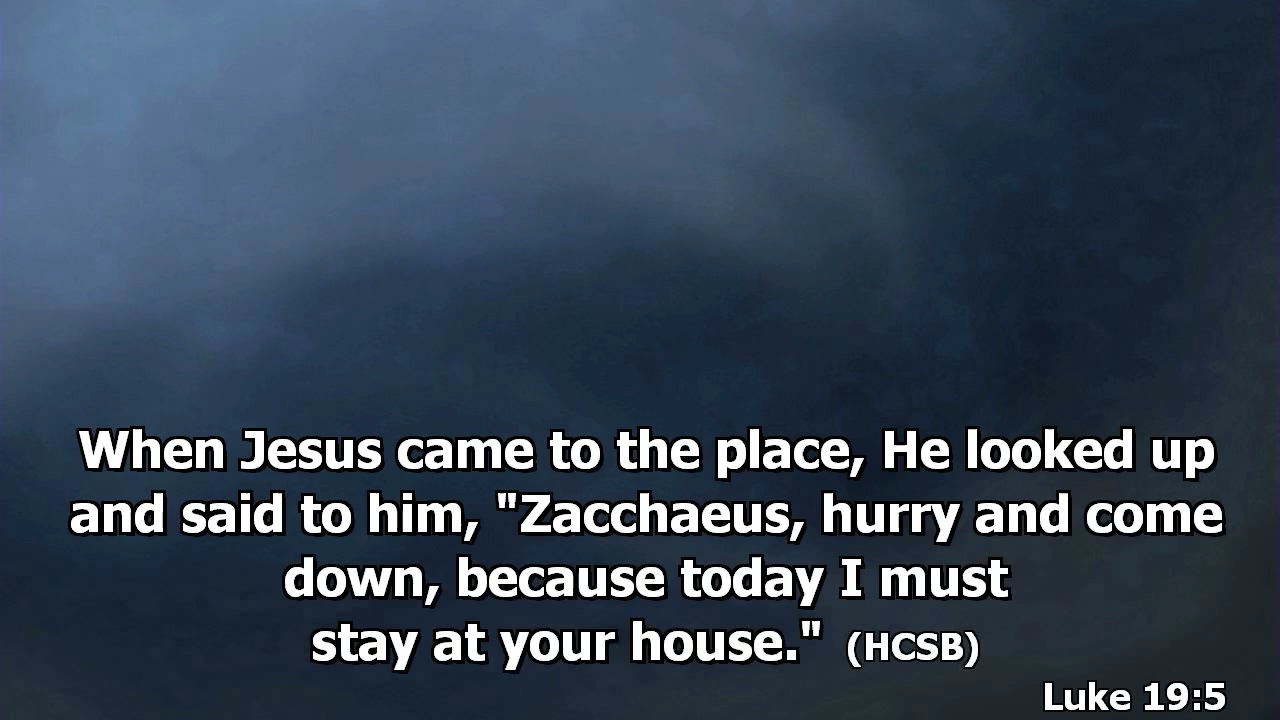 When Jesus came to the place, He looked up
and said to him, "Zacchaeus, hurry and come
down, because today I must
stay at your house." (HCSB)
Luke 19:5